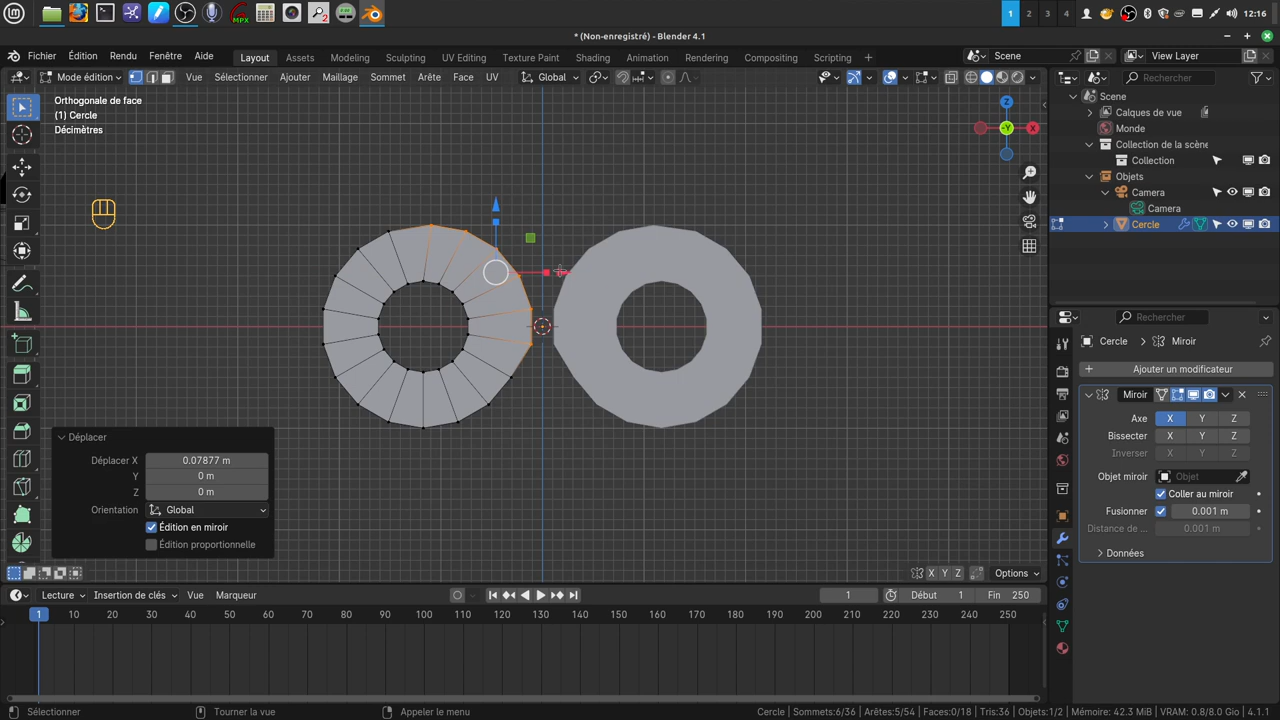 MPX
2
1 2 3 4
12:16
* (Non-enregistré) - Blender 4.1
Fichier Édition Rendu Fenêtre Aide
Layout Assets Modeling Sculpting UV Editing Texture Paint Shading Animation Rendering Compositing Scripting +
Scene
View Layer
Mode édition Vue Sélectionner Ajouter Maillage Sommet Arête Face UV
Global
Rechercher
Orthogonale de face
(1) Cercle
Décimètres
Z
-Y
X
Scene
Calques de vue
Monde
Collection de la scène
Collection
Objets
Camera
Camera
Cercle
Rechercher
Cercle > Miroir
+ Ajouter un modificateur
Miroir
Axe X Y Z
Bissecter X Y Z
Inverser X Y Z
Objet miroir Objet
Coller au miroir
Fusionner 0.001 m
Distance de ... 0.001 m
Données
Déplacer
Déplacer X 0.07877 m
Y 0 m
Z 0 m
Orientation Global
Édition en miroir
Édition proportionnelle
X Y Z Options
Lecture Insertion de clés Vue Marqueur
1
Début 1
Fin 250
1 10 20 30 40 50 60 70 80 90 100 110 120 130 140 150 160 170 180 190 200 210 220 230 240 250
Sélectionner
Tourner la vue
Appeler le menu
Cercle | Sommets:6/36 | Arêtes:5/54 | Faces:0/18 | Tris:36 | Objets:1/2 | Mémoire: 42.3 MiB | VRAM: 0.8/8.0 Gio | 4.1.1